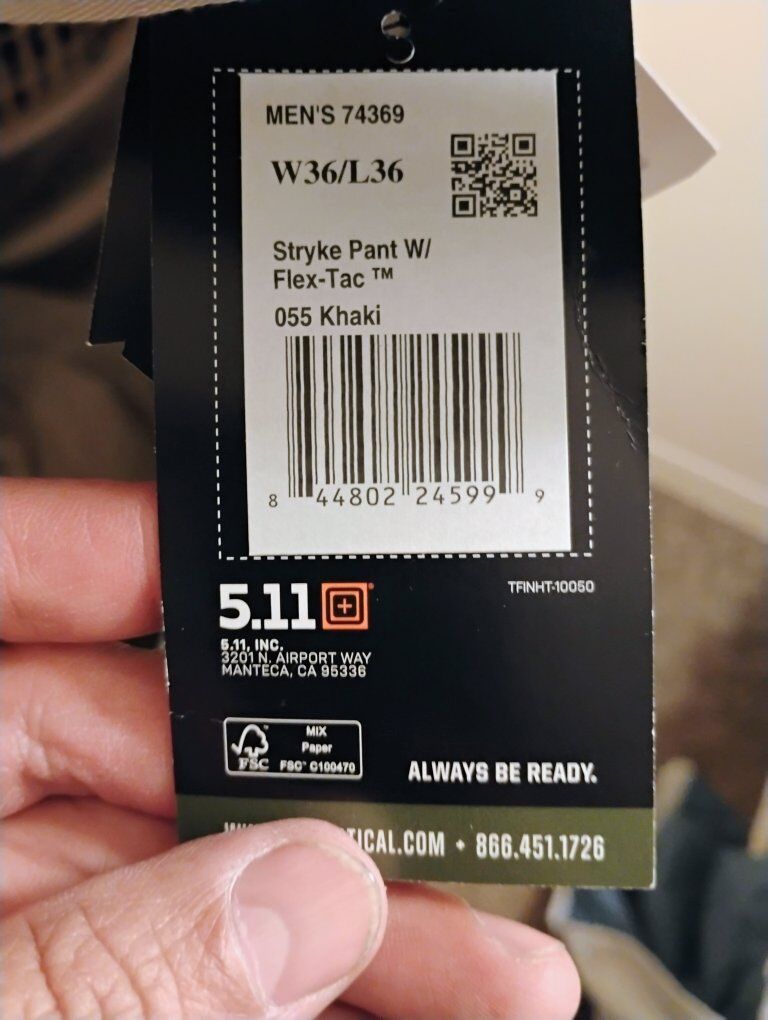 MEN'S 74369
W36/L36
Stryke Pant W/
Flex-Tac ™
055 Khaki
8 44802 24599 9
5.11®
TFINHT-10050
5.11, INC.
3201 N. AIRPORT WAY
MANTECA, CA 95336
MIX
Paper
FSC
FSC™ C100470
ALWAYS BE READY.
TICAL.COM • 866.451.1726